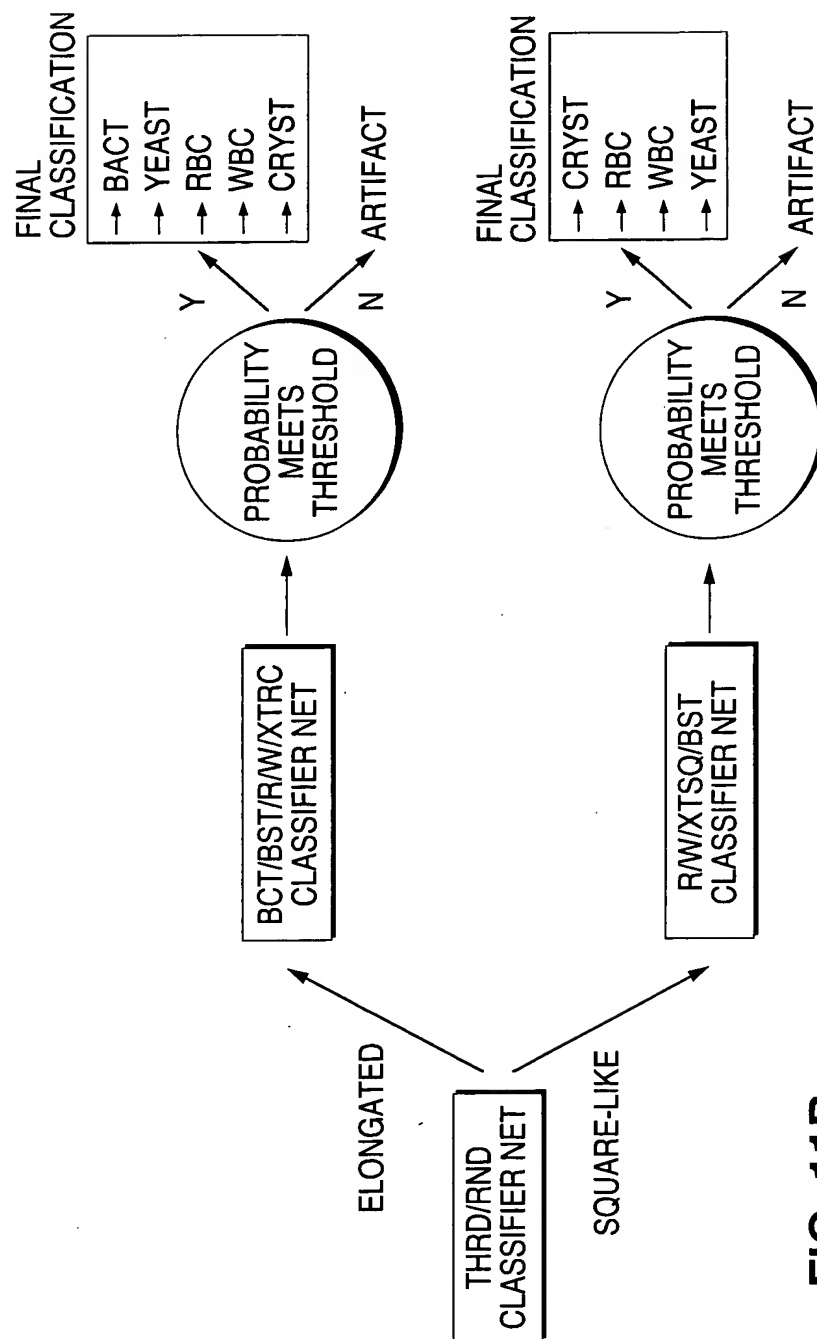 THRD/RND
CLASSIFIER NET
ELONGATED
SQUARE-LIKE
BCT/BST/R/W/XTRC
CLASSIFIER NET
PROBABILITY
MEETS
THRESHOLD
Y
N
FINAL
CLASSIFICATION
BACT
YEAST
RBC
WBC
CRYST
ARTIFACT
R/W/XTSQ/BST
CLASSIFIER NET
PROBABILITY
MEETS
THRESHOLD
Y
N
FINAL
CLASSIFICATION
CRYST
RBC
WBC
YEAST
ARTIFACT